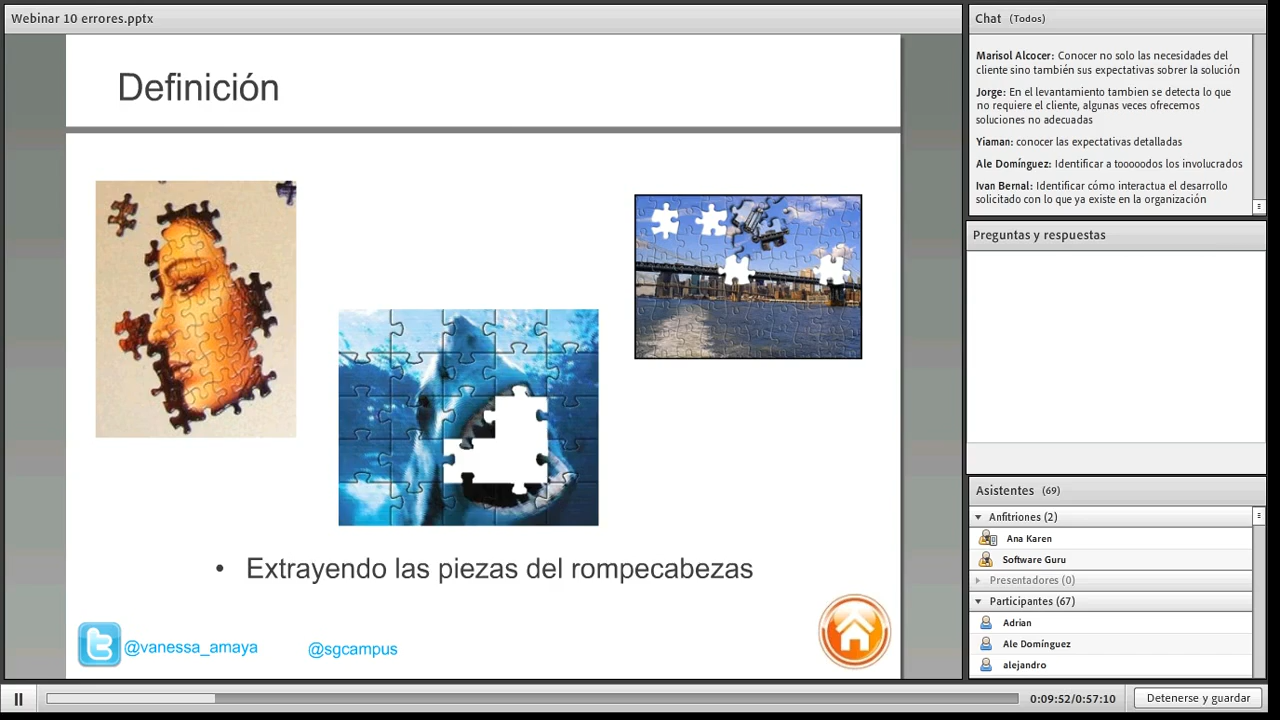 Webinar 10 errores.pptx
Definición
• Extrayendo las piezas del rompecabezas
@vanessa_amaya @sgcampus
Chat (Todos)
Marisol Alcocer: Conocer no solo las necesidades del
cliente sino también sus expectativas sobrer la solución
Jorge: En el levantamiento tambien se detecta lo que
no requiere el cliente, algunas veces ofrecemos
soluciones no adecuadas
Yiaman: conocer las expectativas detalladas
Ale Domínguez: Identificar a tooooodos los involucrados
Ivan Bernal: Identificar cómo interactua el desarrollo
solicitado con lo que ya existe en la organización
Preguntas y respuestas
Asistentes (69)
Anfitriones (2)
Ana Karen
Software Guru
Presentadores (0)
Participantes (67)
Adrian
Ale Domínguez
alejandro
0:09:52/0:57:10
Detenerse y guardar